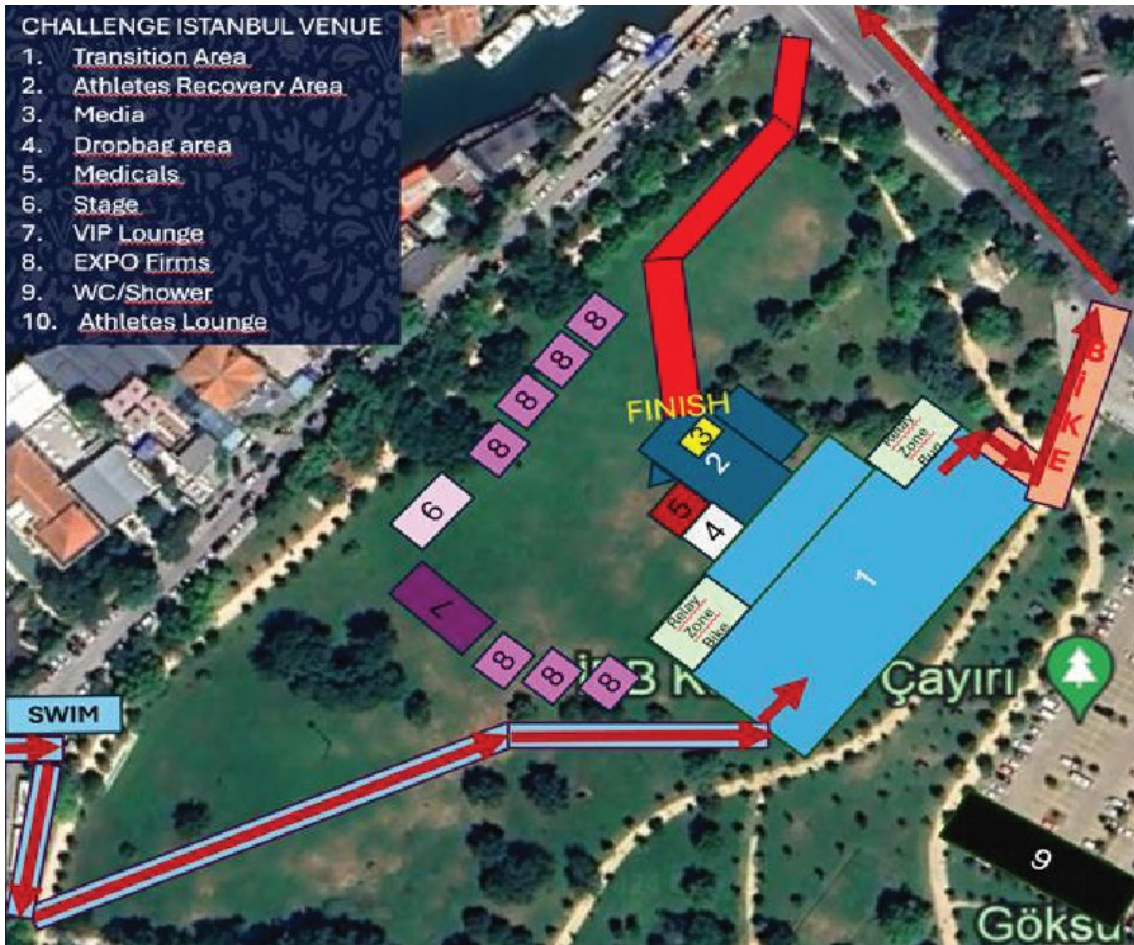 CHALLENGE ISTANBUL VENUE
1. Transition Area
2. Athletes Recovery Area
3. Media
4. Dropbag area
5. Medicals
6. Stage
7. VIP Lounge
8. EXPO Firms
9. WC/Shower
10. Athletes Lounge
8
8
8
8
FINISH
3
2
5
4
6
7
8
8
8
Relay
Zone
Run
Relay
Zone
Bike
1
BIKE
Çayırı
SWIM
9
Göksu